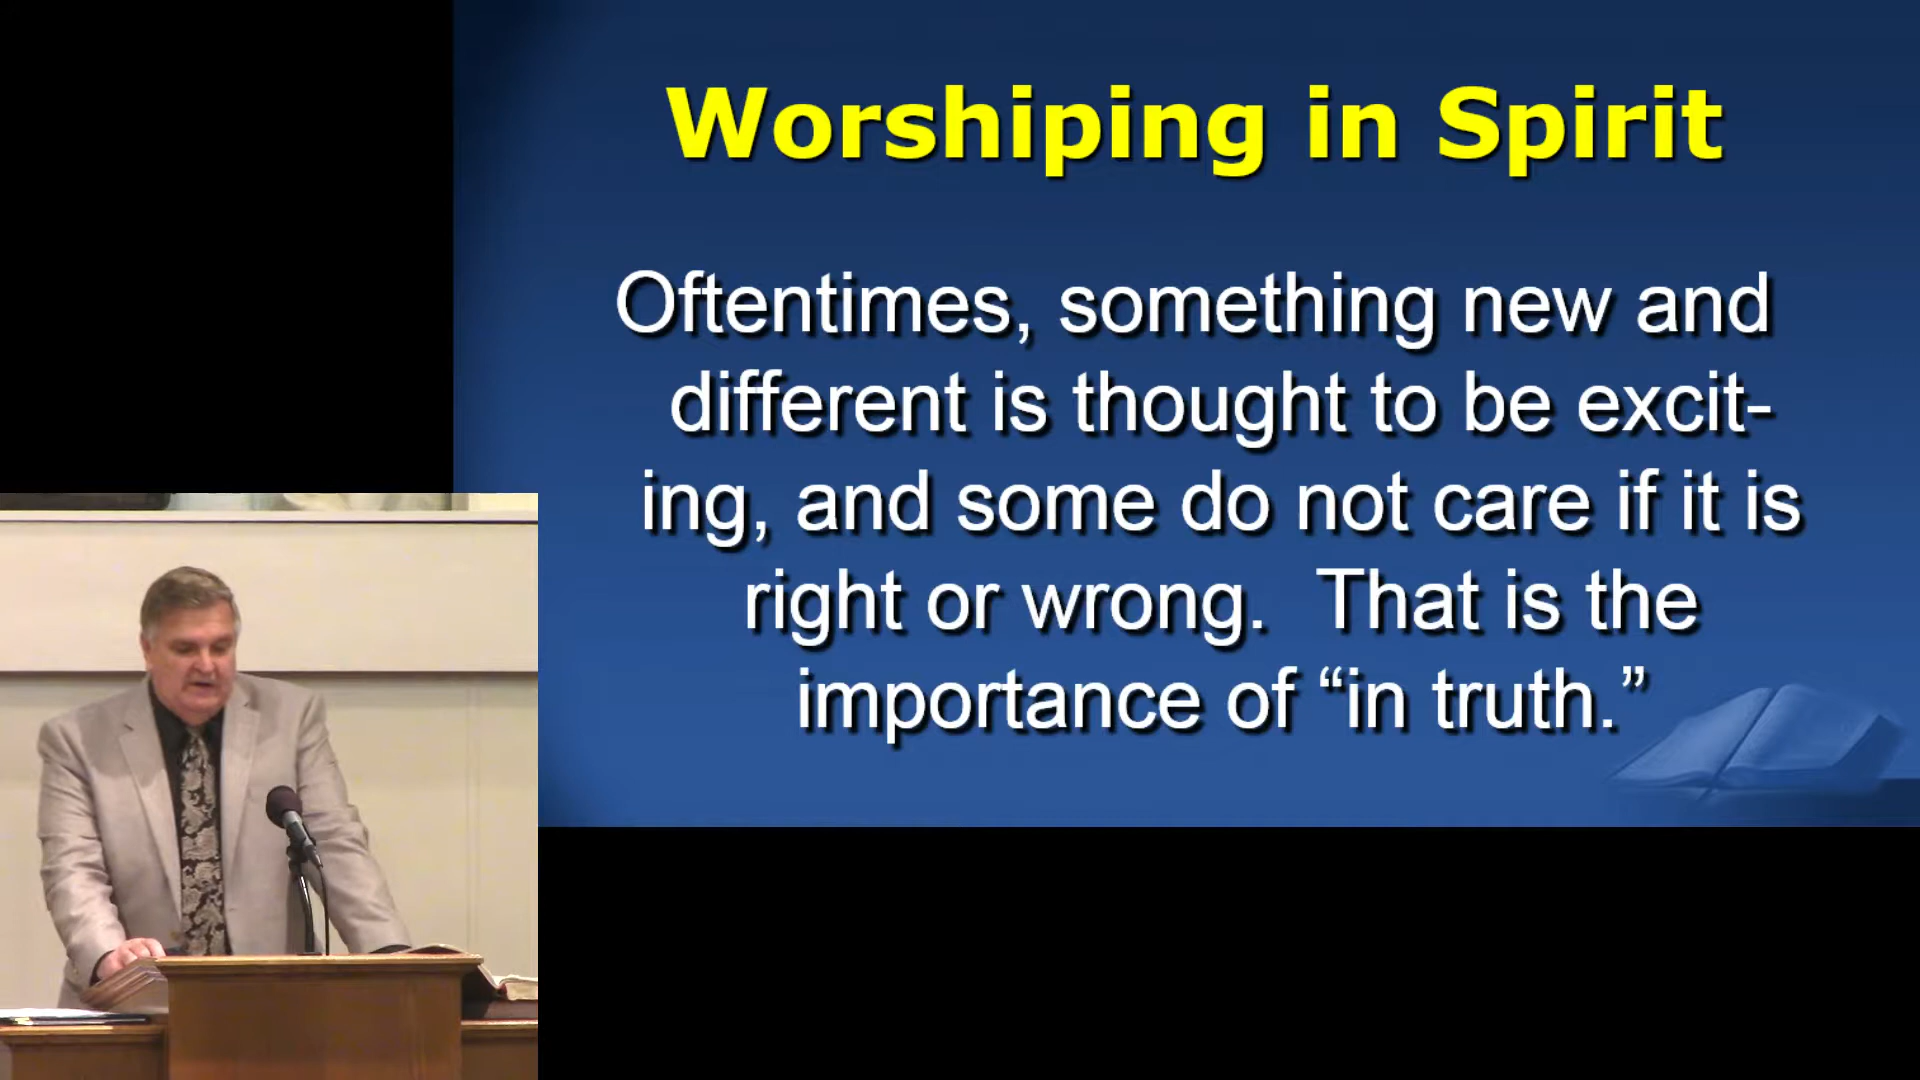 Worshiping in Spirit
Oftentimes, something new and
different is thought to be excit-
ing, and some do not care if it is
right or wrong.  That is the
importance of “in truth.”